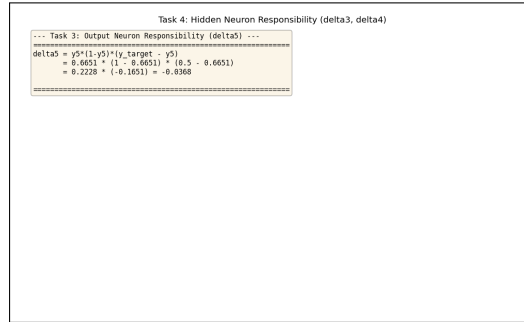 Task 4: Hidden Neuron Responsibility (delta3, delta4)
--- Task 3: Output Neuron Responsibility (delta5) ---
============================================================
delta5 = y5*(1-y5)*(y_target - y5)
       = 0.6651 * (1 - 0.6651) * (0.5 - 0.6651)
       = 0.2228 * (-0.1651) = -0.0368
============================================================